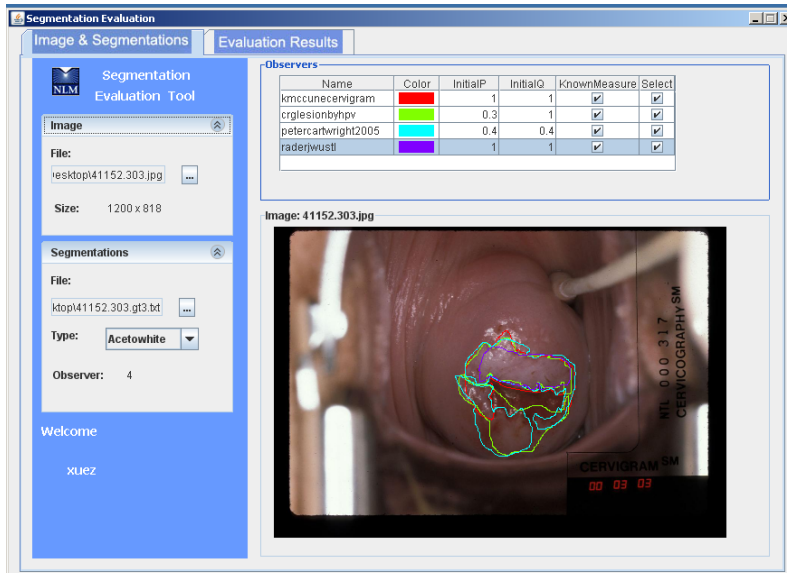 Segmentation Evaluation
Image & Segmentations
Evaluation Results
NLM
Segmentation
Evaluation Tool
Image
File:
esktop\41152.303.jpg
...
Size: 1200 x 818
Segmentations
File:
ktop\41152.303.gt3.txt
...
Type: Acetowhite
Observer: 4
Welcome
xuez
Observers
Name Color InitialP InitialQ KnownMeasure Select
kmccunecervigram 1 1
crglesionbyhpv 0.3 1
petercartwright2005 0.4 0.4
raderjwustl 1 1
Image: 41152.303.jpg
NTL 000 317
CERVICOGRAPHY SM
CERVIGRAM SM
00 03 03